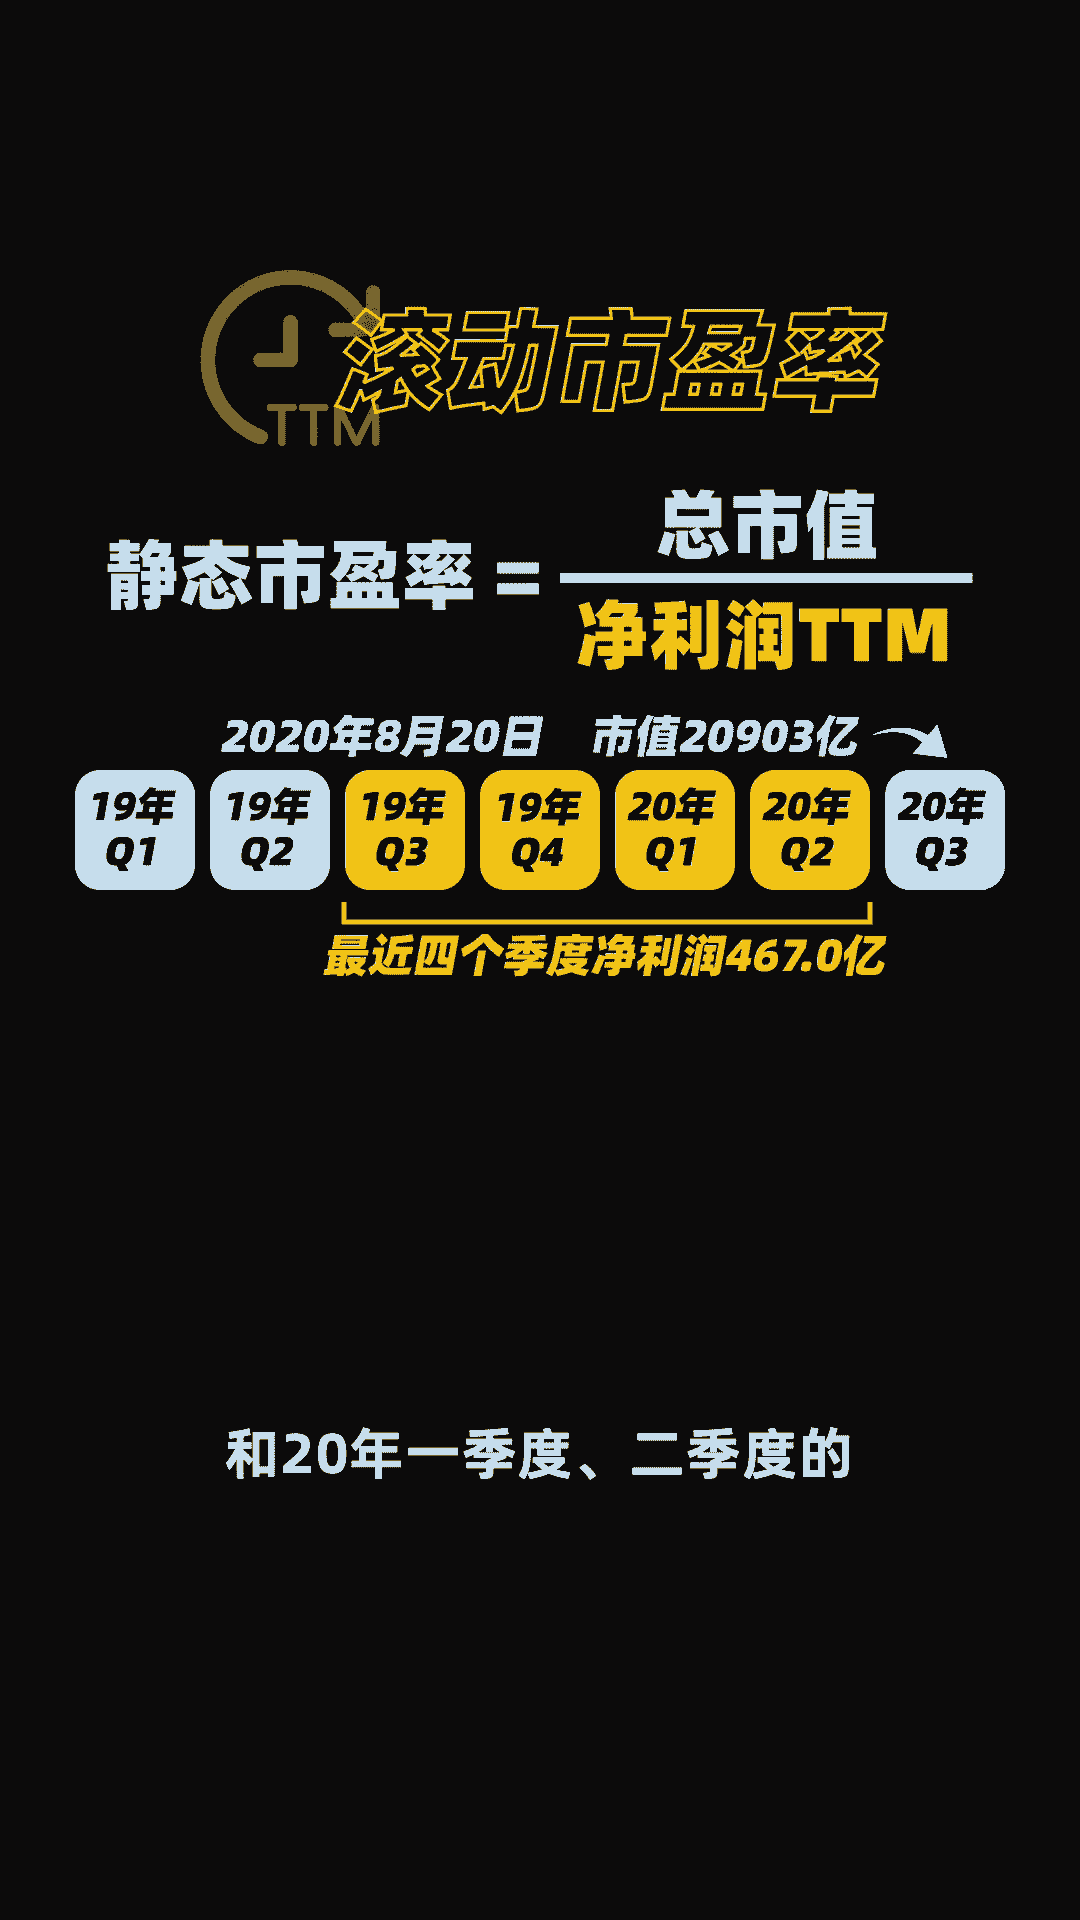 滚动市盈率
TTM
静态市盈率 = 总市值
净利润TTM
2020年8月20日 市值20903亿
19年 Q1
19年 Q2
19年 Q3
19年 Q4
20年 Q1
20年 Q2
20年 Q3
最近四个季度净利润467.0亿
和20年一季度、二季度的